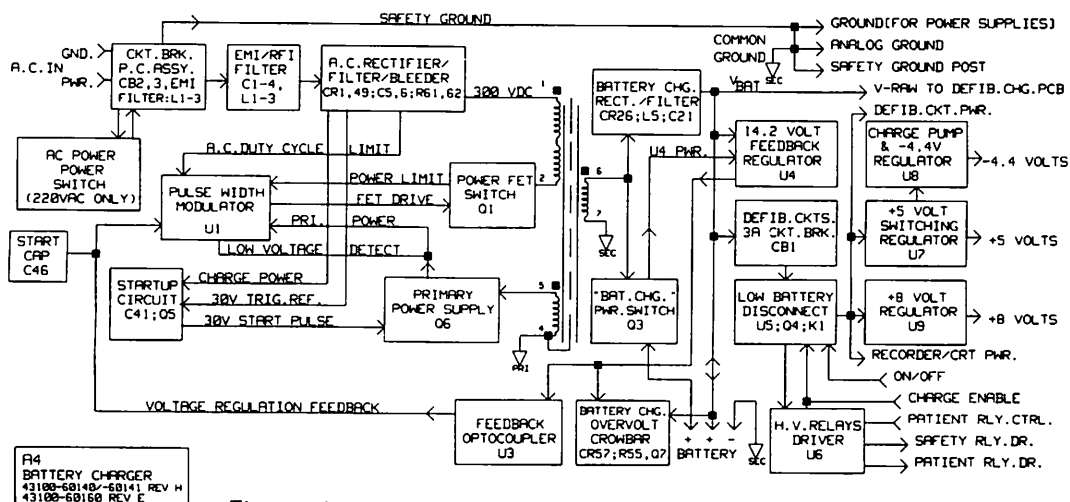 SAFETY GROUND
GROUND[FOR POWER SUPPLIES]
ANALOG GROUND
SAFETY GROUND POST
COMMON
GROUND
SEC
GND.
A.C.IN
PWR.
CKT.BRK.
P.C.ASSY.
CB2,3,EMI
FILTER:L1-3
EMI/RFI
FILTER
C1-4,
L1-3
A.C.RECTIFIER/
FILTER/BLEEDER
CR1,49;C5,6;R61,62
300 VDC
1
2
BATTERY CHG.
RECT./FILTER
CR26;L5;C21
VBAT
V-RAW TO DEFIB.CHG.PCB
DEFIB.CKT.PWR.
AC POWER
POWER
SWITCH
(220VAC ONLY)
A.C.DUTY CYCLE LIMIT
PULSE WIDTH
MODULATOR
U1
POWER LIMIT
FET DRIVE
PRI. POWER
LOW VOLTAGE DETECT
POWER FET
SWITCH
Q1
6
7
SEC
U4 PWR.
14.2 VOLT
FEEDBACK
REGULATOR
U4
CHARGE PUMP
& -4.4V
REGULATOR
U8
-4.4 VOLTS
START
CAP
C46
STARTUP
CIRCUIT
C41;Q5
CHARGE POWER
30V TRIG.REF.
30V START PULSE
PRIMARY
POWER SUPPLY
Q6
5
4
PRI
"BAT.CHG."
PWR.SWITCH
Q3
DEFIB.CKTS.
3A CKT.BRK.
CB1
+5 VOLT
SWITCHING
REGULATOR
U7
+5 VOLTS
LOW BATTERY
DISCONNECT
U5;Q4;K1
+8 VOLT
REGULATOR
U9
+8 VOLTS
RECORDER/CRT PWR.
ON/OFF
CHARGE ENABLE
VOLTAGE REGULATION FEEDBACK
FEEDBACK
OPTOCOUPLER
U3
BATTERY CHG.
OVERVOLT
CROWBAR
CR57;R55,Q7
+ + -
BATTERY
SEC
H.V.RELAYS
DRIVER
U6
PATIENT RLY.CTRL.
SAFETY RLY.DR.
PATIENT RLY.DR.
A4
BATTERY CHARGER
43100-60140/-60141 REV H
43100-60160 REV E